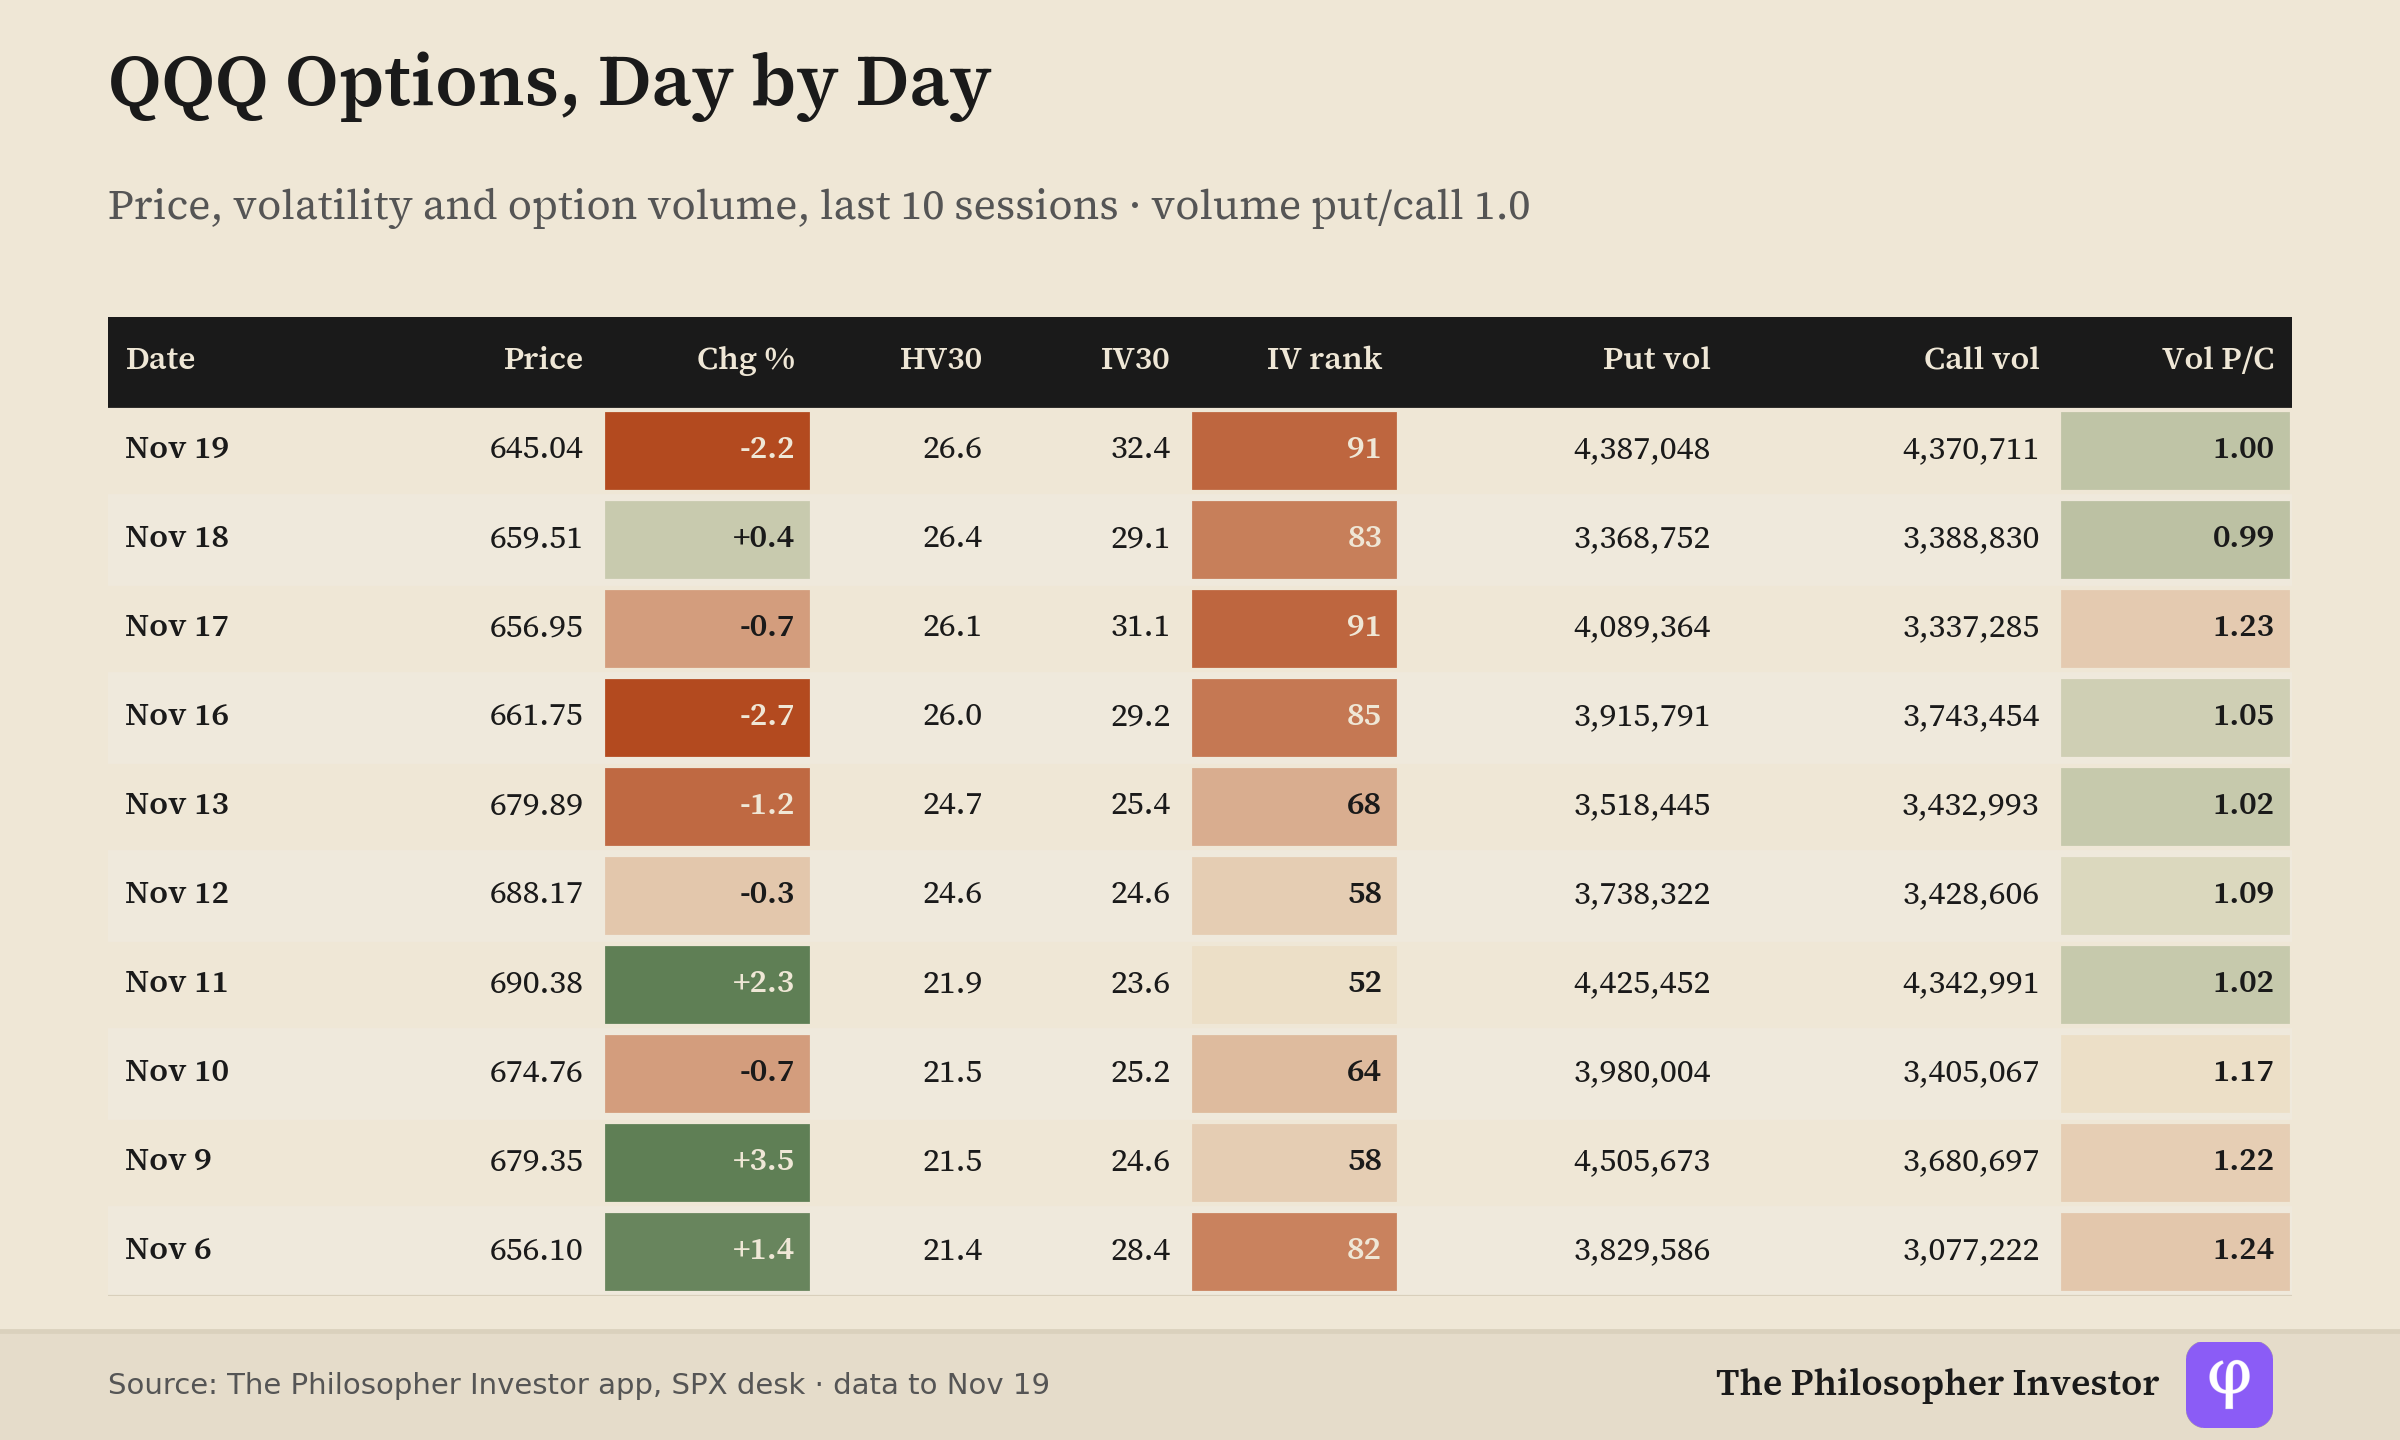 QQQ Options, Day by Day
Price, volatility and option volume, last 10 sessions · volume put/call 1.0
Date Price Chg % HV30 IV30 IV rank Put vol Call vol Vol P/C
Nov 19 645.04 -2.2 26.6 32.4 91 4,387,048 4,370,711 1.00
Nov 18 659.51 +0.4 26.4 29.1 83 3,368,752 3,388,830 0.99
Nov 17 656.95 -0.7 26.1 31.1 91 4,089,364 3,337,285 1.23
Nov 16 661.75 -2.7 26.0 29.2 85 3,915,791 3,743,454 1.05
Nov 13 679.89 -1.2 24.7 25.4 68 3,518,445 3,432,993 1.02
Nov 12 688.17 -0.3 24.6 24.6 58 3,738,322 3,428,606 1.09
Nov 11 690.38 +2.3 21.9 23.6 52 4,425,452 4,342,991 1.02
Nov 10 674.76 -0.7 21.5 25.2 64 3,980,004 3,405,067 1.17
Nov 9 679.35 +3.5 21.5 24.6 58 4,505,673 3,680,697 1.22
Nov 6 656.10 +1.4 21.4 28.4 82 3,829,586 3,077,222 1.24
Source: The Philosopher Investor app, SPX desk · data to Nov 19
The Philosopher Investor φ